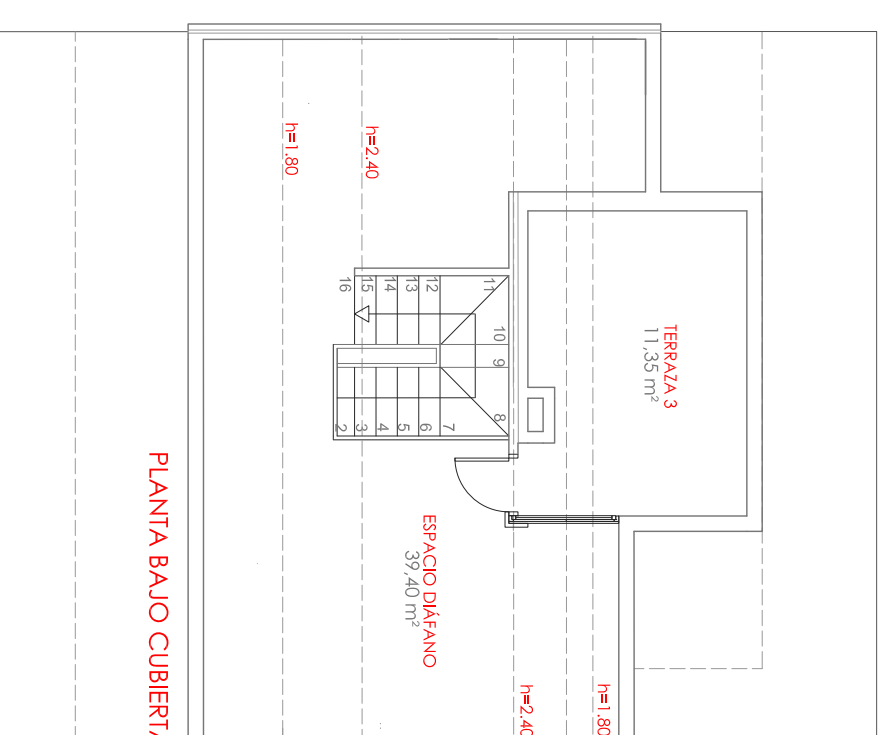 h=1.80
h=2.40
16
15
14
13
12
11
10
9
8
7
6
5
4
3
2
TERRAZA 3
11,35 m²
ESPACIO DIÁFANO
39,40 m²
h=2.40
h=1.80
PLANTA BAJO CUBIERTA